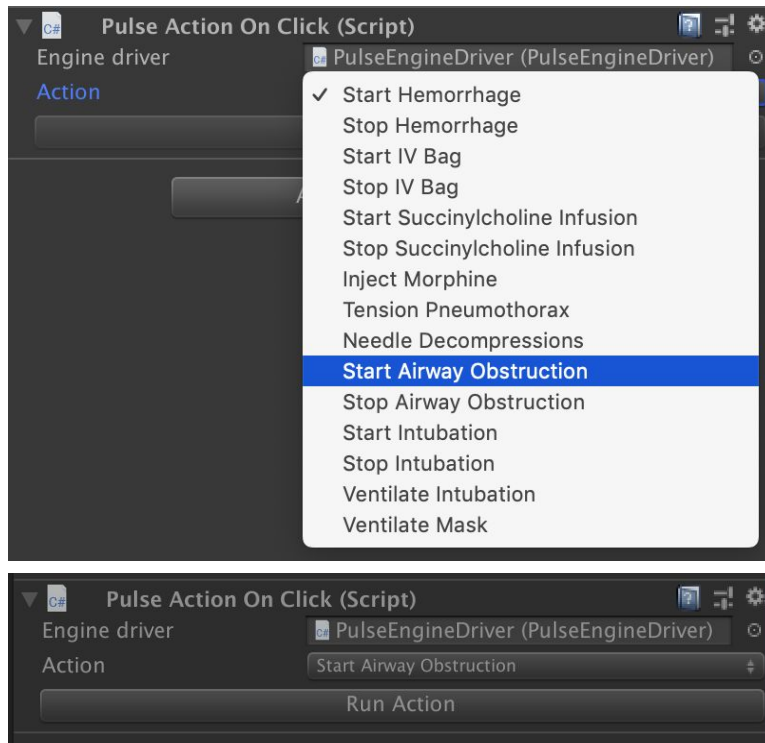 C# Pulse Action On Click (Script)
Engine driver C# PulseEngineDriver (PulseEngineDriver)
Action
✓ Start Hemorrhage
Stop Hemorrhage
Start IV Bag
Stop IV Bag
Start Succinylcholine Infusion
Stop Succinylcholine Infusion
Inject Morphine
Tension Pneumothorax
Needle Decompressions
Start Airway Obstruction
Stop Airway Obstruction
Start Intubation
Stop Intubation
Ventilate Intubation
Ventilate Mask
C# Pulse Action On Click (Script)
Engine driver C# PulseEngineDriver (PulseEngineDriver)
Action Start Airway Obstruction
Run Action